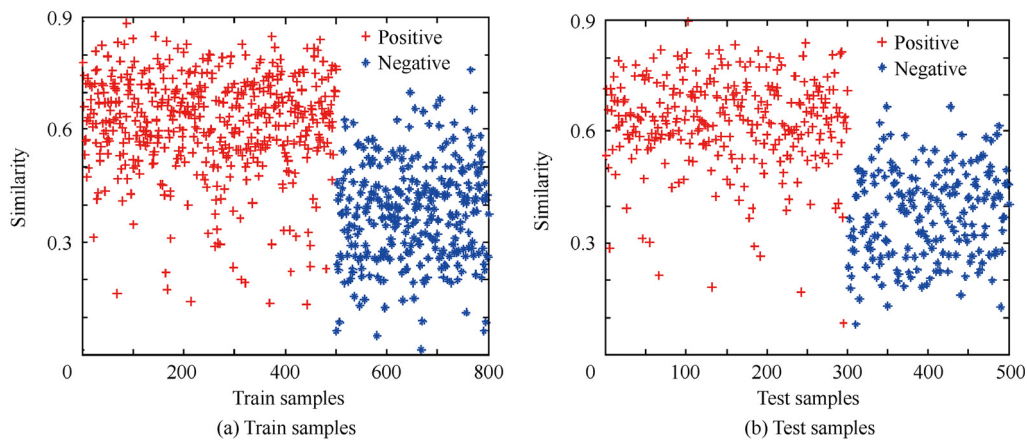 0.9
Positive
Negative
0.6
0.3
0
200
400
600
800
Similarity
Train samples
(a) Train samples
0.9
Positive
Negative
0.6
0.3
0
100
200
300
400
500
Similarity
Test samples
(b) Test samples